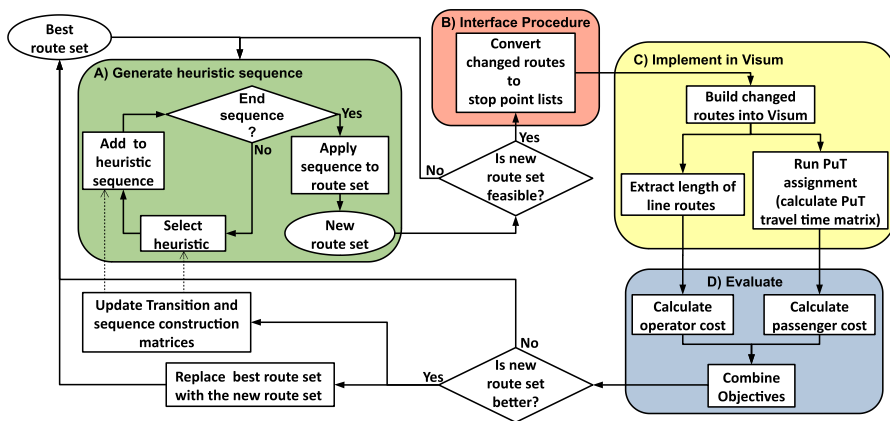 Best
route set
A) Generate heuristic sequence
End
sequence
?
Yes
No
Add to
heuristic
sequence
Apply
sequence to
route set
Select
heuristic
New
route set
B) Interface Procedure
Convert
changed routes
to
stop point lists
Yes
No
Is new
route set
feasible?
C) Implement in Visum
Build changed
routes into Visum
Extract length of
line routes
Run PuT
assignment
(calculate PuT
travel time matrix)
D) Evaluate
Calculate
operator cost
Calculate
passenger cost
Combine
Objectives
No
Is new
route set
better?
Yes
Update Transition and
sequence construction
matrices
Replace best route set
with the new route set